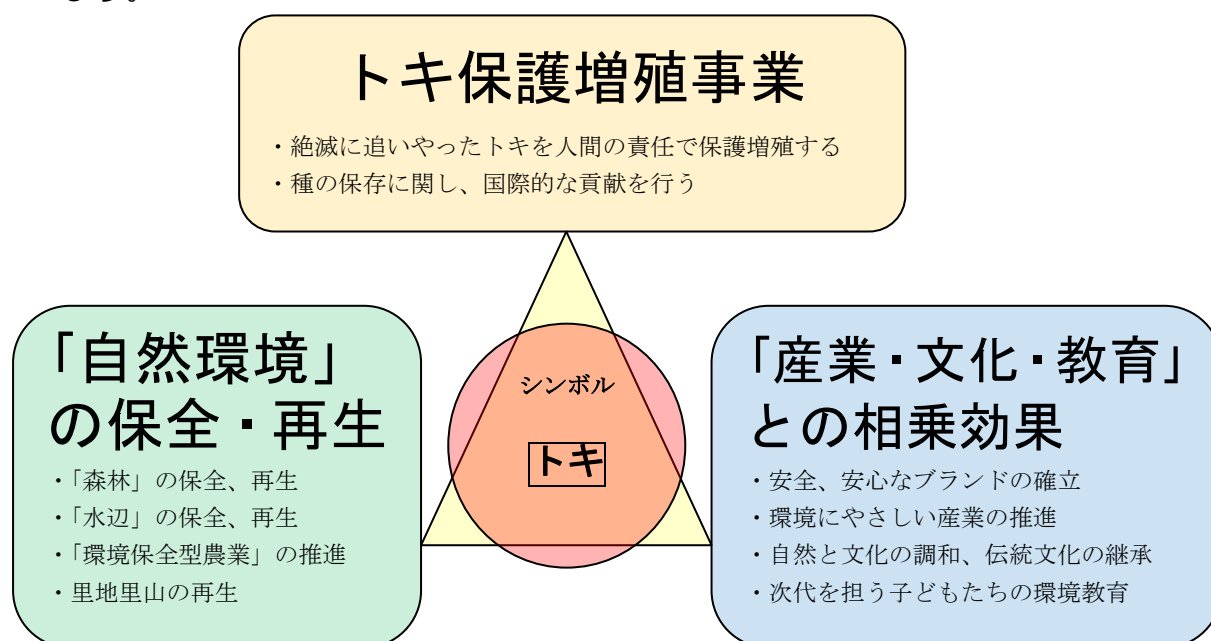 ます。
トキ保護増殖事業
・絶滅に追いやったトキを人間の責任で保護増殖する
・種の保存に関し、国際的な貢献を行う
「自然環境」
の保全・再生
・「森林」の保全、再生
・「水辺」の保全、再生
・「環境保全型農業」の推進
・里地里山の再生
シンボル
トキ
「産業・文化・教育」
との相乗効果
・安全、安心なブランドの確立
・環境にやさしい産業の推進
・自然と文化の調和、伝統文化の継承
・次代を担う子どもたちの環境教育